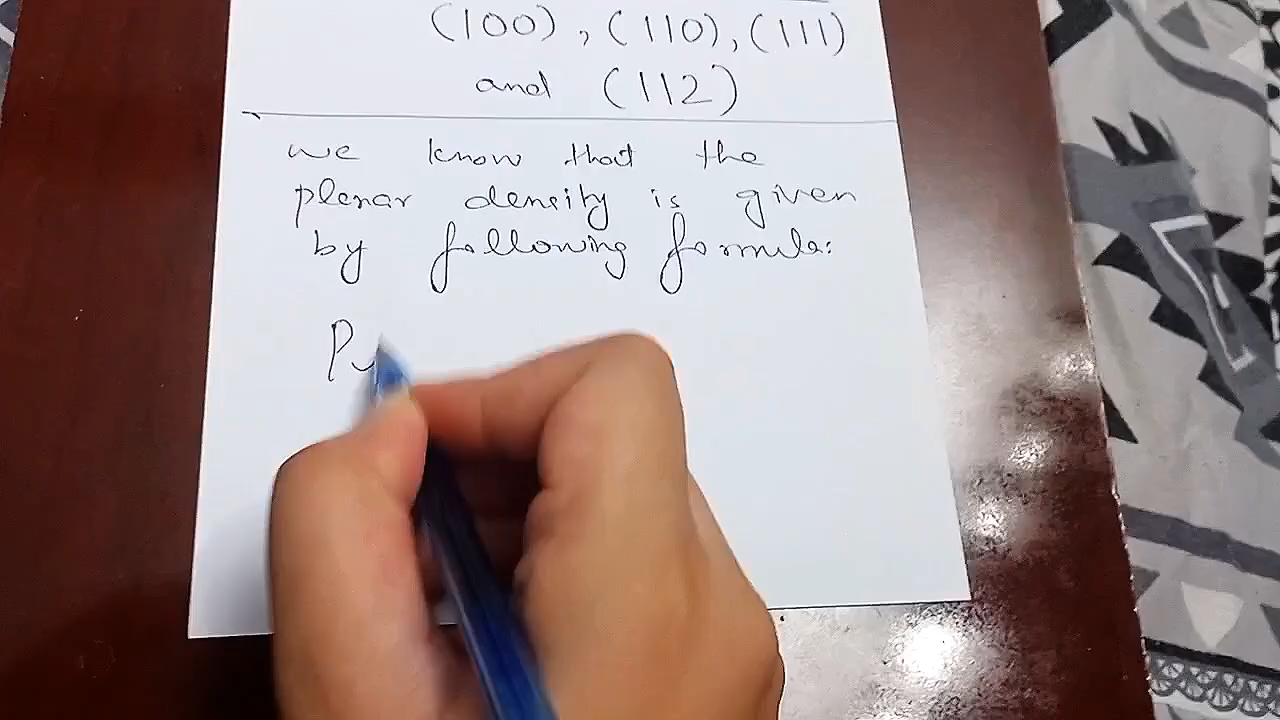 (100), (110), (111)
and (112)
we know that the
planar density is given
by following formula: